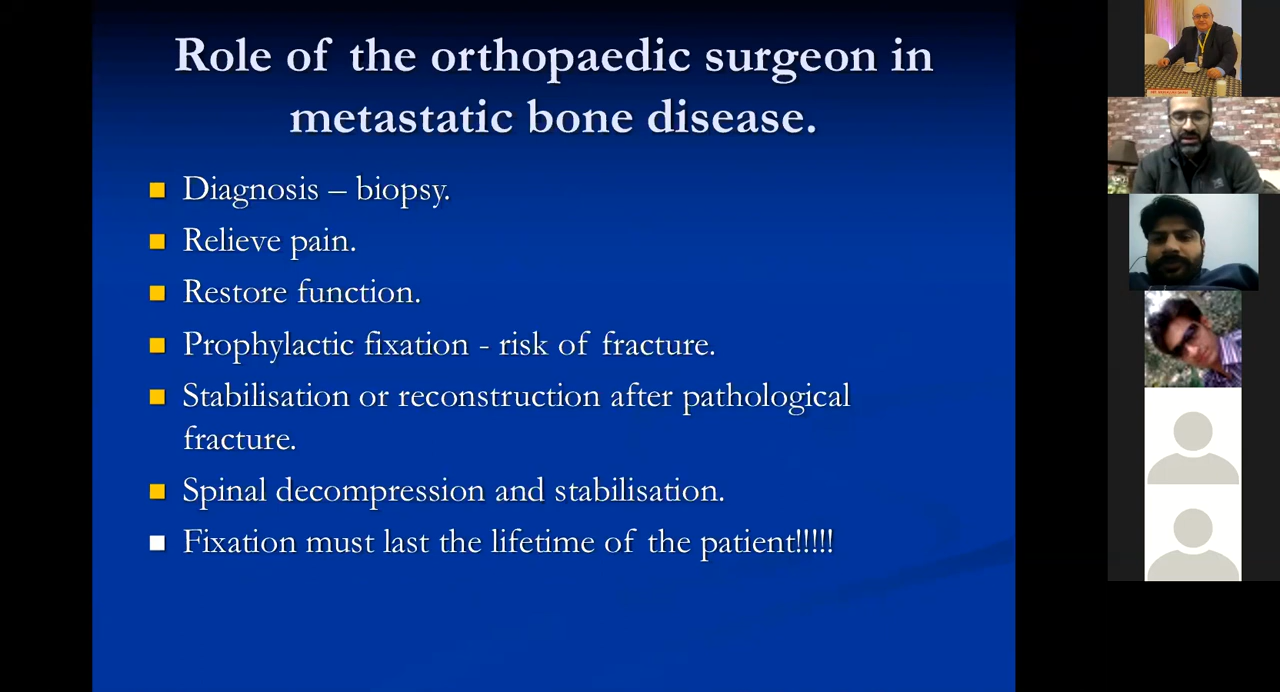 Role of the orthopaedic surgeon in
metastatic bone disease.
Diagnosis – biopsy.
Relieve pain.
Restore function.
Prophylactic fixation - risk of fracture.
Stabilisation or reconstruction after pathological
fracture.
Spinal decompression and stabilisation.
Fixation must last the lifetime of the patient!!!!!